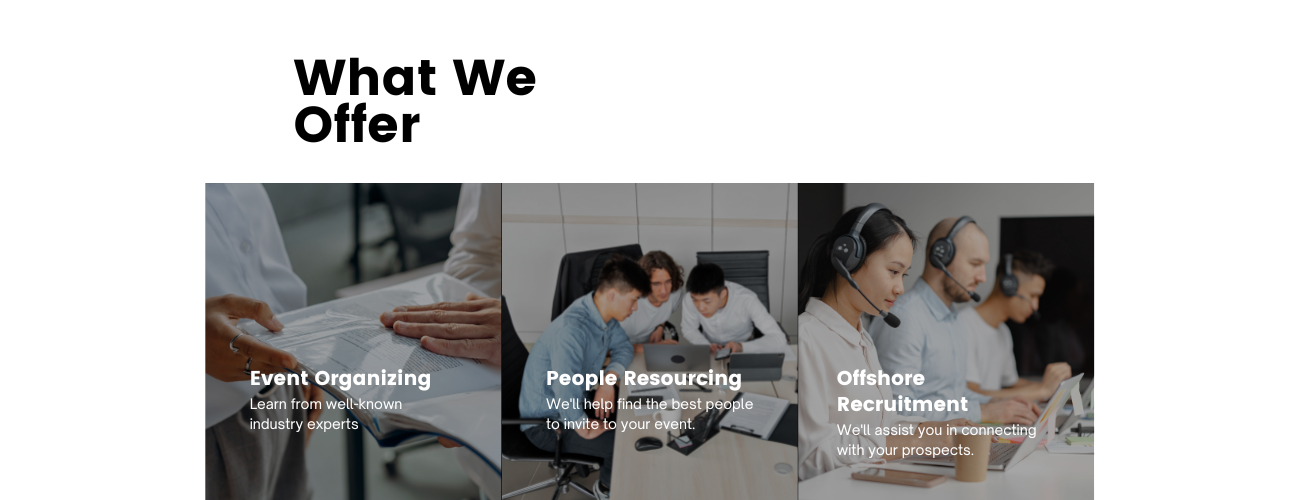 What We
Offer
Event Organizing
Learn from well-known
industry experts
People Resourcing
We'll help find the best people
to invite to your event.
Offshore
Recruitment
We'll assist you in connecting
with your prospects.